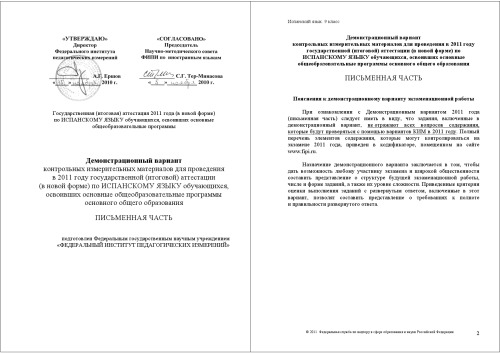 «УТВЕРЖДАЮ»
Директор
Федерального института
педагогических измерений
А.Г. Ершов
2010 г.
«СОГЛАСОВАНО»
Председатель
Научно-методического совета
ФИПИ по иностранным языкам
С.Г. Тер-Минасова
2010 г.
Государственная (итоговая) аттестация 2011 года (в новой форме)
по ИСПАНСКОМУ ЯЗЫКУ обучающихся, освоивших основные
общеобразовательные программы
Демонстрационный вариант
контрольных измерительных материалов для проведения
в 2011 году государственной (итоговой) аттестации
(в новой форме) по ИСПАНСКОМУ ЯЗЫКУ обучающихся,
освоивших основные общеобразовательные программы
основного общего образования
ПИСЬМЕННАЯ ЧАСТЬ
подготовлен Федеральным государственным научным учреждением
«ФЕДЕРАЛЬНЫЙ ИНСТИТУТ ПЕДАГОГИЧЕСКИХ ИЗМЕРЕНИЙ»
Испанский язык. 9 класс
Демонстрационный вариант
контрольных измерительных материалов для проведения в 2011 году
государственной (итоговой) аттестации (в новой форме) по
ИСПАНСКОМУ ЯЗЫКУ обучающихся, освоивших основные
общеобразовательные программы основного общего образования
ПИСЬМЕННАЯ ЧАСТЬ
Пояснения к демонстрационному варианту экзаменационной работы
При ознакомлении с Демонстрационным вариантом 2011 года
(письменная часть) следует иметь в виду, что задания, включённые в
демонстрационный вариант, не отражают всех вопросов содержания,
которые будут проверяться с помощью вариантов КИМ в 2011 году. Полный
перечень элементов содержания, которые могут контролироваться на
экзамене 2011 года, приведен в кодификаторе, помещенном на сайте
www.fipi.ru.
Назначение демонстрационного варианта заключается в том, чтобы
дать возможность любому участнику экзамена и широкой общественности
составить представление о структуре будущей экзаменационной работы,
числе и форме заданий, а также их уровне сложности. Приведённые критерии
оценки выполнения заданий с развёрнутым ответом, включённые в этот
вариант, позволят составить представление о требованиях к полноте
и правильности развёрнутого ответа.
© 2011 Федеральная служба по надзору в сфере образования и науки Российской Федерации
2